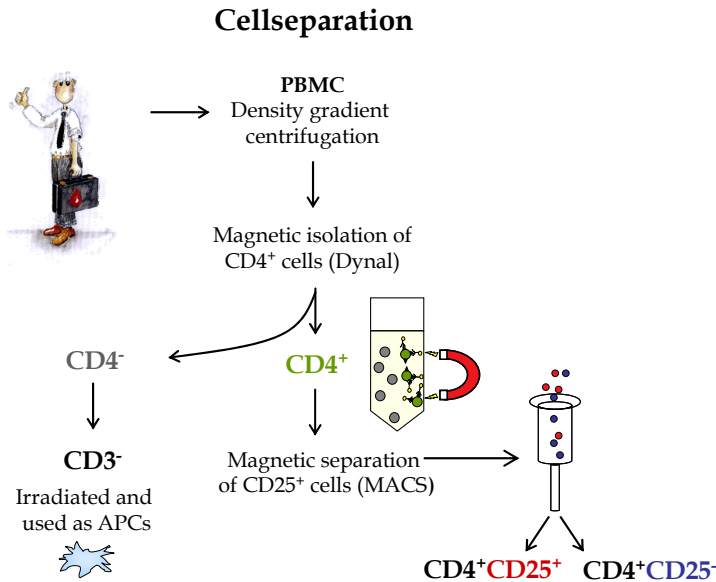 Cellseparation
PBMC
Density gradient
centrifugation
Magnetic isolation of
CD4⁺ cells (Dynal)
CD4⁻
CD4⁺
CD3⁻
Irradiated and
used as APCs
Magnetic separation
of CD25⁺ cells (MACS)
CD4⁺CD25⁺
CD4⁺CD25⁻